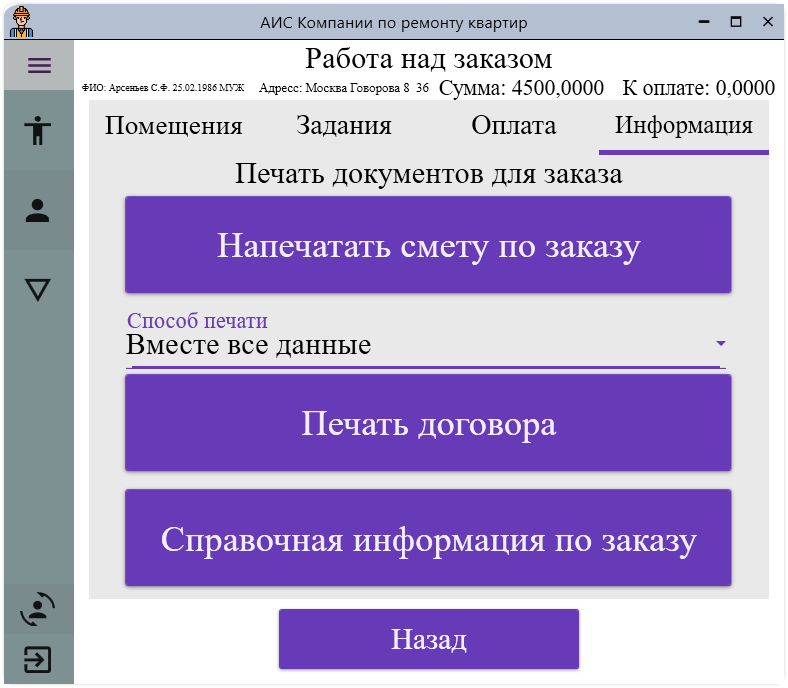 АИС Компании по ремонту квартир
Работа над заказом
ФИО: Арсеньев С.Ф. 25.02.1986 МУЖ Адресс: Москва Говорова 8 36 Сумма: 4500,0000 К оплате: 0,0000
Помещения Задания Оплата Информация
Печать документов для заказа
Напечатать смету по заказу
Способ печати
Вместе все данные
Печать договора
Справочная информация по заказу
Назад